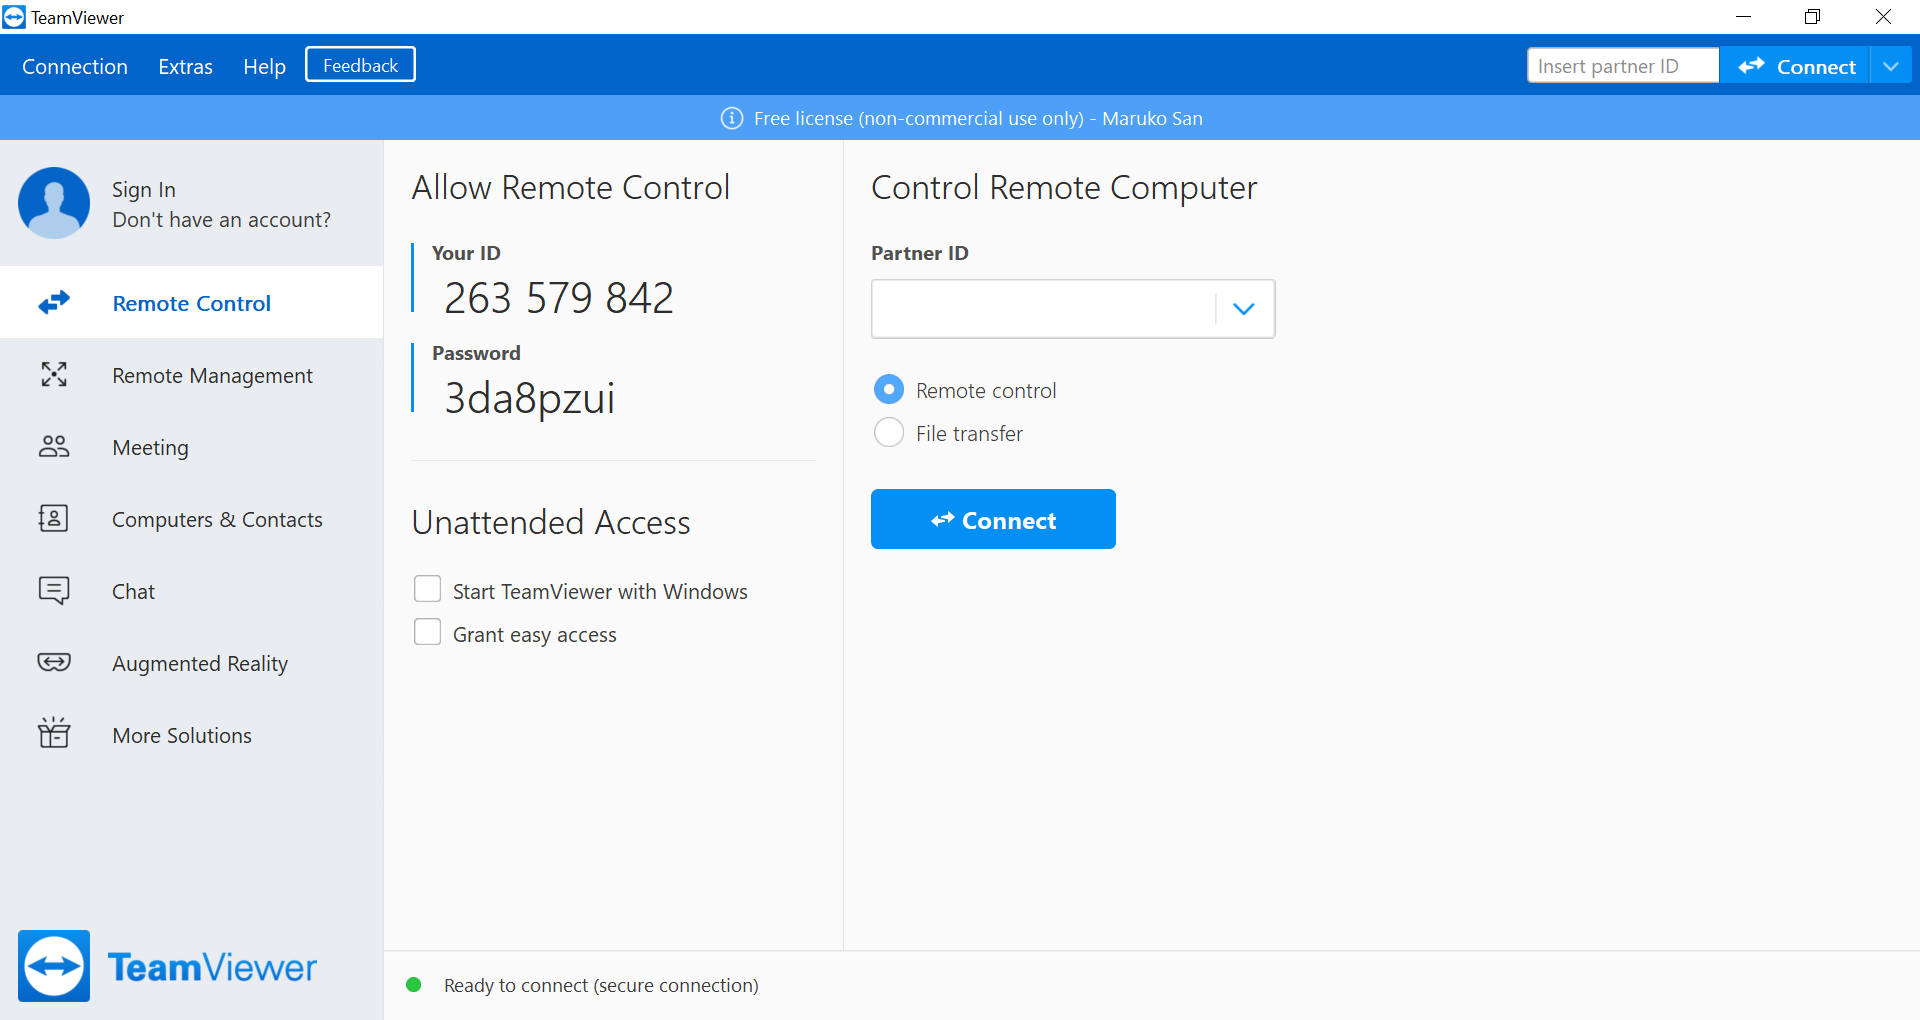 TeamViewer
Connection Extras Help Feedback Insert partner ID Connect
Free license (non-commercial use only) - Maruko San
Sign In
Don't have an account?
Remote Control
Remote Management
Meeting
Computers & Contacts
Chat
Augmented Reality
More Solutions
TeamViewer
Allow Remote Control
Your ID
263 579 842
Password
3da8pzui
Unattended Access
Start TeamViewer with Windows
Grant easy access
Control Remote Computer
Partner ID
Remote control
File transfer
Connect
Ready to connect (secure connection)